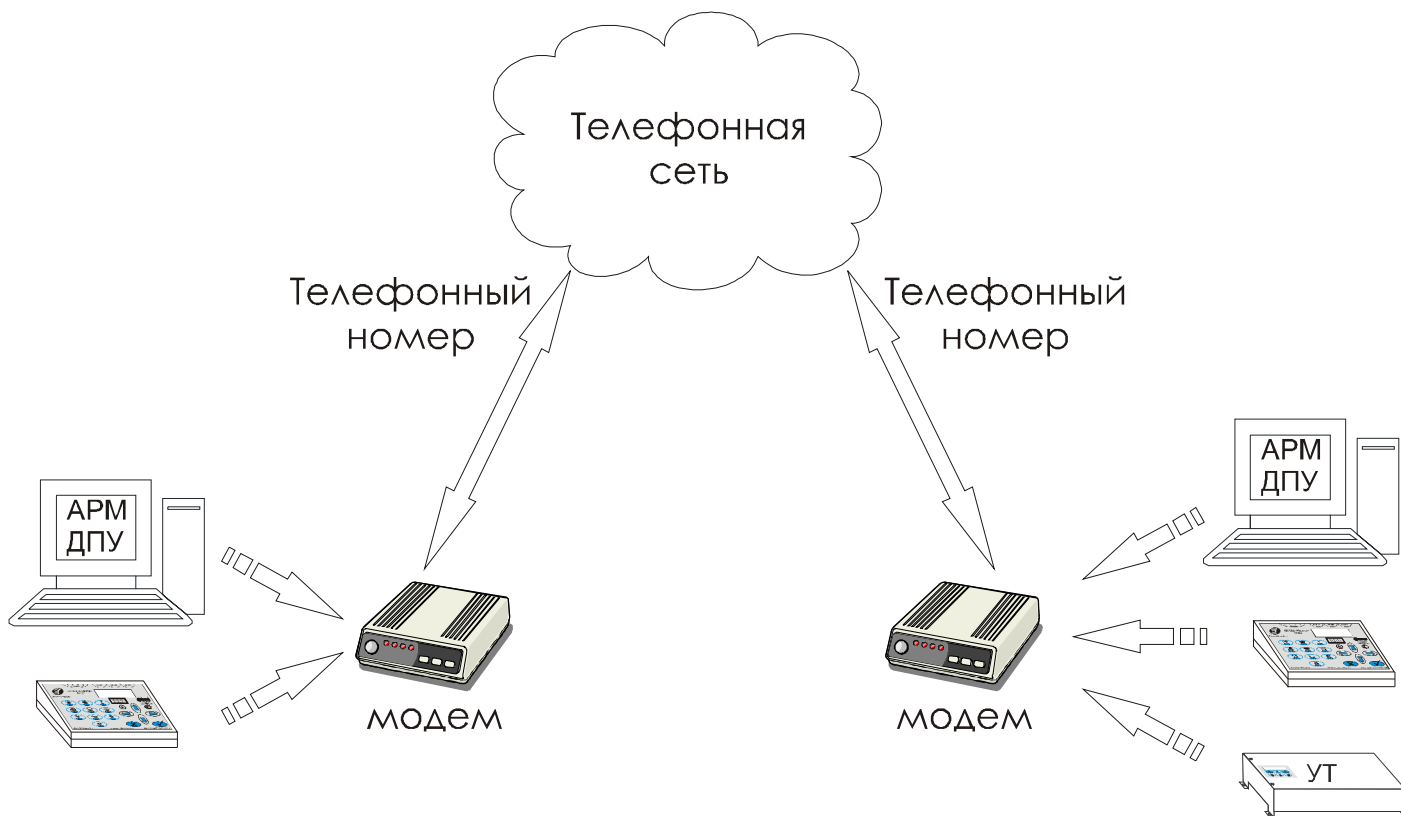 Телефонная
сеть
Телефонный
номер
Телефонный
номер
АРМ
ДПУ
АРМ
ДПУ
модем
модем
УТ